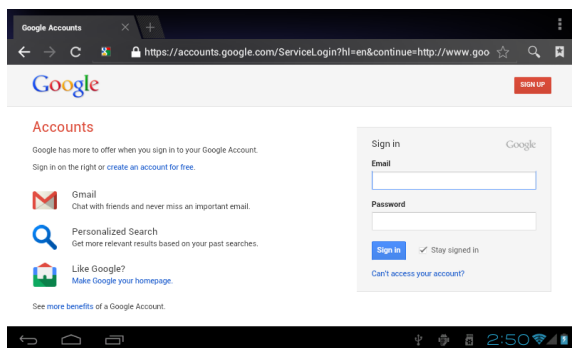 Google Accounts
https://accounts.google.com/ServiceLogin?hl=en&continue=http://www.goo
Google
SIGN UP
Accounts
Google has more to offer when you sign in to your Google Account.
Sign in on the right or create an account for free.
Gmail
Chat with friends and never miss an important email.
Personalized Search
Get more relevant results based on your past searches.
Like Google?
Make Google your homepage.
See more benefits of a Google Account.
Sign in Google
Email
Password
Sign in Stay signed in
Can't access your account?
2:50